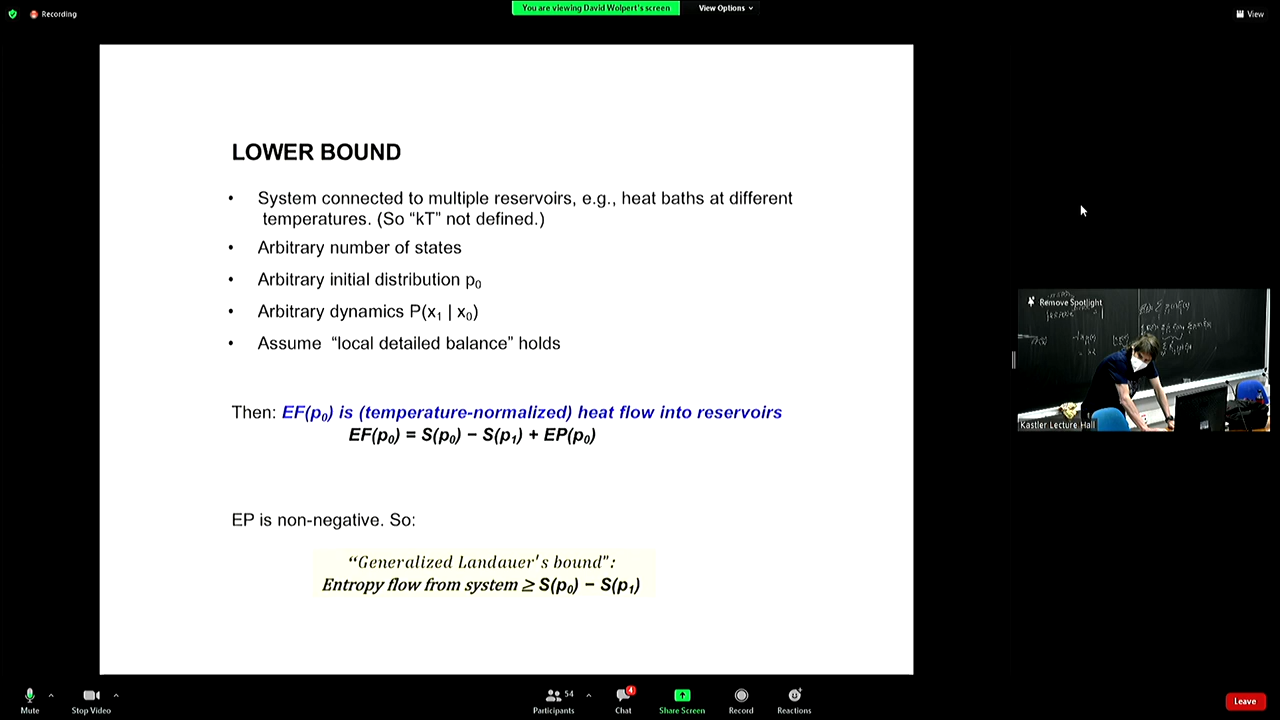 Recording
You are viewing David Wolpert's screen
View Options
View
LOWER BOUND
• System connected to multiple reservoirs, e.g., heat baths at different
temperatures. (So “kT” not defined.)
• Arbitrary number of states
• Arbitrary initial distribution p₀
• Arbitrary dynamics P(x₁ | x₀)
• Assume “local detailed balance” holds
Then: EF(p₀) is (temperature-normalized) heat flow into reservoirs
EF(p₀) = S(p₀) − S(p₁) + EP(p₀)
EP is non-negative. So:
“Generalized Landauer's bound”:
Entropy flow from system ≥ S(p₀) − S(p₁)
Remove Spotlight
Kastler Lecture Hall
Mute
Stop Video
54
Participants
4
Chat
Share Screen
Record
Reactions
Leave